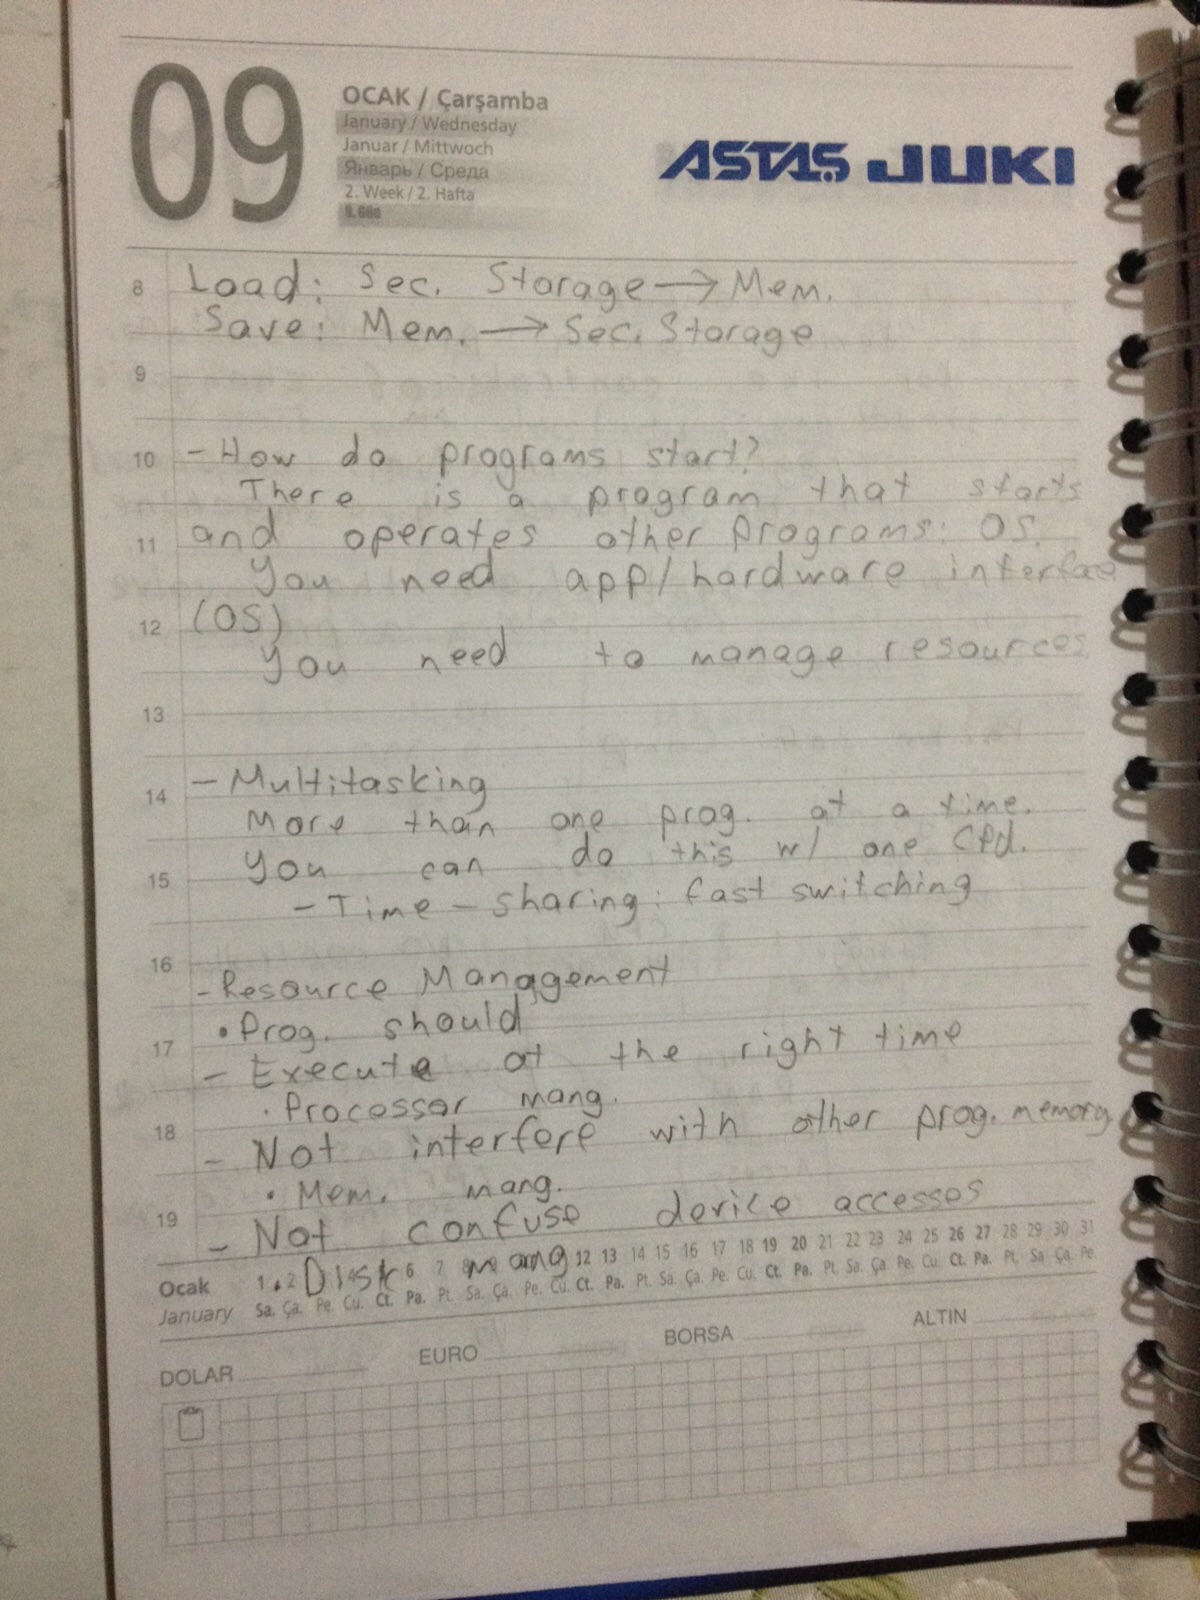 09
OCAK / Çarşamba
January / Wednesday
Januar / Mittwoch
Январь / Среда
2. Week / 2. Hafta
9. Gün
ASTAŞ JUKI
8 Load: Sec. Storage → Mem.
Save: Mem. → Sec. Storage
9
10 - How do programs start?
There is a program that starts
11 and operates other programs: OS.
You need app/hardware interface
12 (OS)
You need to manage resources
13
14 - Multitasking
More than one prog. at a time.
15 You can do this w/ one CPU.
- Time - sharing: fast switching
16
- Resource Management
• Prog. should
17 - Execute at the right time
• Processor mang.
18 - Not interfere with other prog. memory
• Mem. mang.
19 - Not confuse device accesses
• Disk mang
Ocak 1 2 6 7 8 12 13 14 15 16 17 18 19 20 21 22 23 24 25 26 27 28 29 30 31
January Sa. Ça. Pe. Cu. Ct. Pa. Pt. Sa. Ça. Pe. Cu. Ct. Pa. Pt. Sa. Ça. Pe. Cu. Ct. Pa. Pt. Sa. Ça. Pe. Cu. Ct. Pa. Pt. Sa. Ça. Pe.
DOLAR EURO BORSA ALTIN